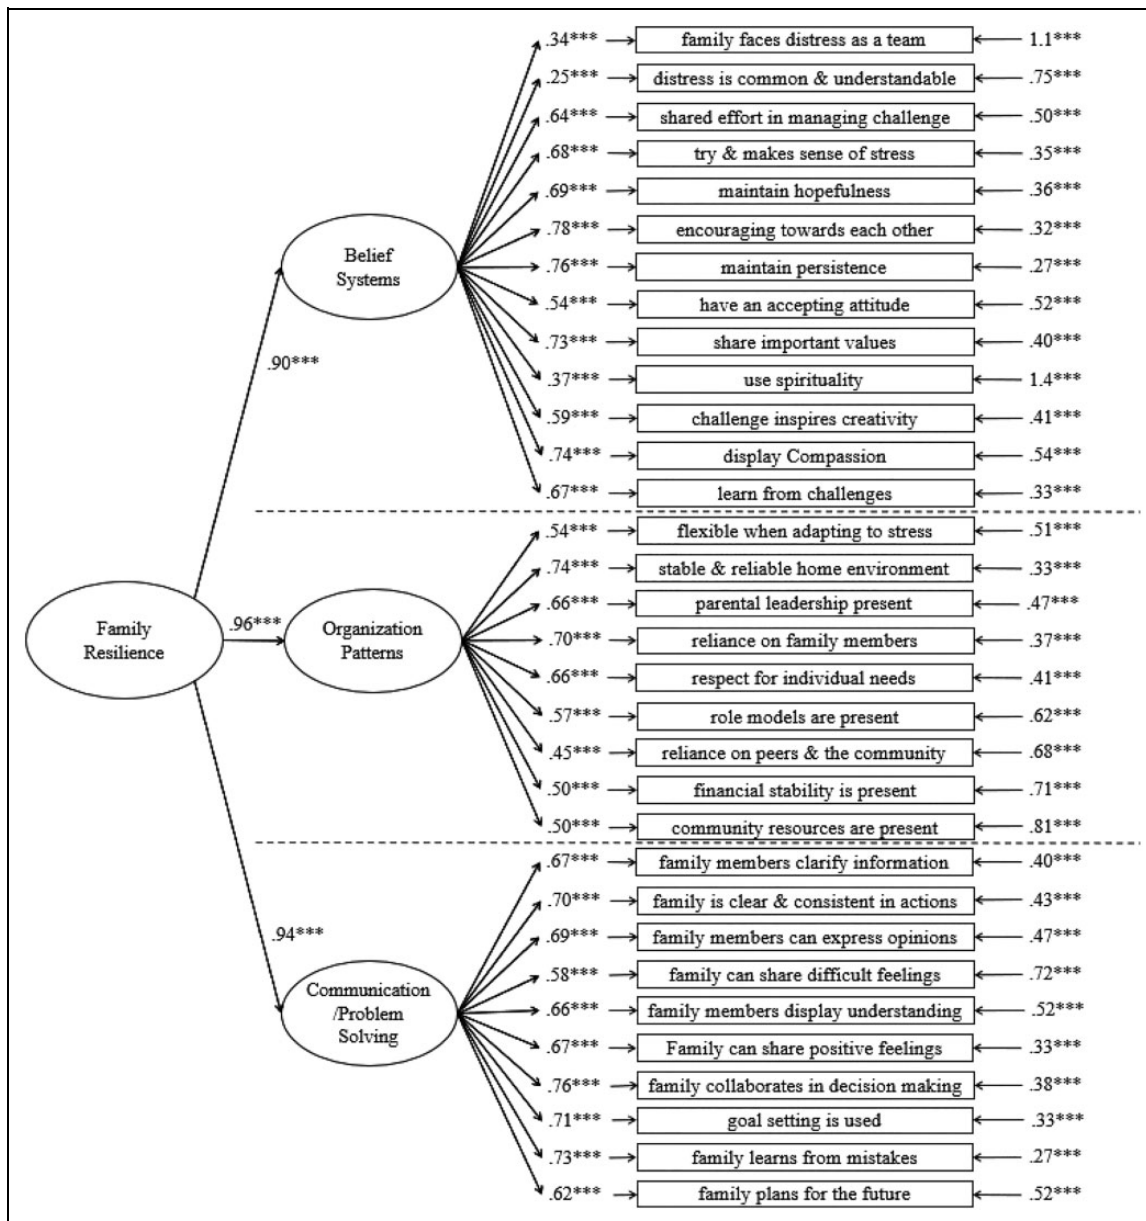 .34*** family faces distress as a team 1.1***
.25*** distress is common & understandable .75***
.64*** shared effort in managing challenge .50***
.68*** try & makes sense of stress .35***
.69*** maintain hopefulness .36***
.78*** encouraging towards each other .32***
Belief
Systems
.76*** maintain persistence .27***
.54*** have an accepting attitude .52***
.73*** share important values .40***
.90***
.37*** use spirituality 1.4***
.59*** challenge inspires creativity .41***
.74*** display Compassion .54***
.67*** learn from challenges .33***
.54*** flexible when adapting to stress .51***
.74*** stable & reliable home environment .33***
.66*** parental leadership present .47***
Family
Resilience
.96***
Organization
Patterns
.70*** reliance on family members .37***
.66*** respect for individual needs .41***
.57*** role models are present .62***
.45*** reliance on peers & the community .68***
.50*** financial stability is present .71***
.50*** community resources are present .81***
.67*** family members clarify information .40***
.70*** family is clear & consistent in actions .43***
.94***
.69*** family members can express opinions .47***
.58*** family can share difficult feelings .72***
Communication
/Problem
Solving
.66*** family members display understanding .52***
.67*** Family can share positive feelings .33***
.76*** family collaborates in decision making .38***
.71*** goal setting is used .33***
.73*** family learns from mistakes .27***
.62*** family plans for the future .52***